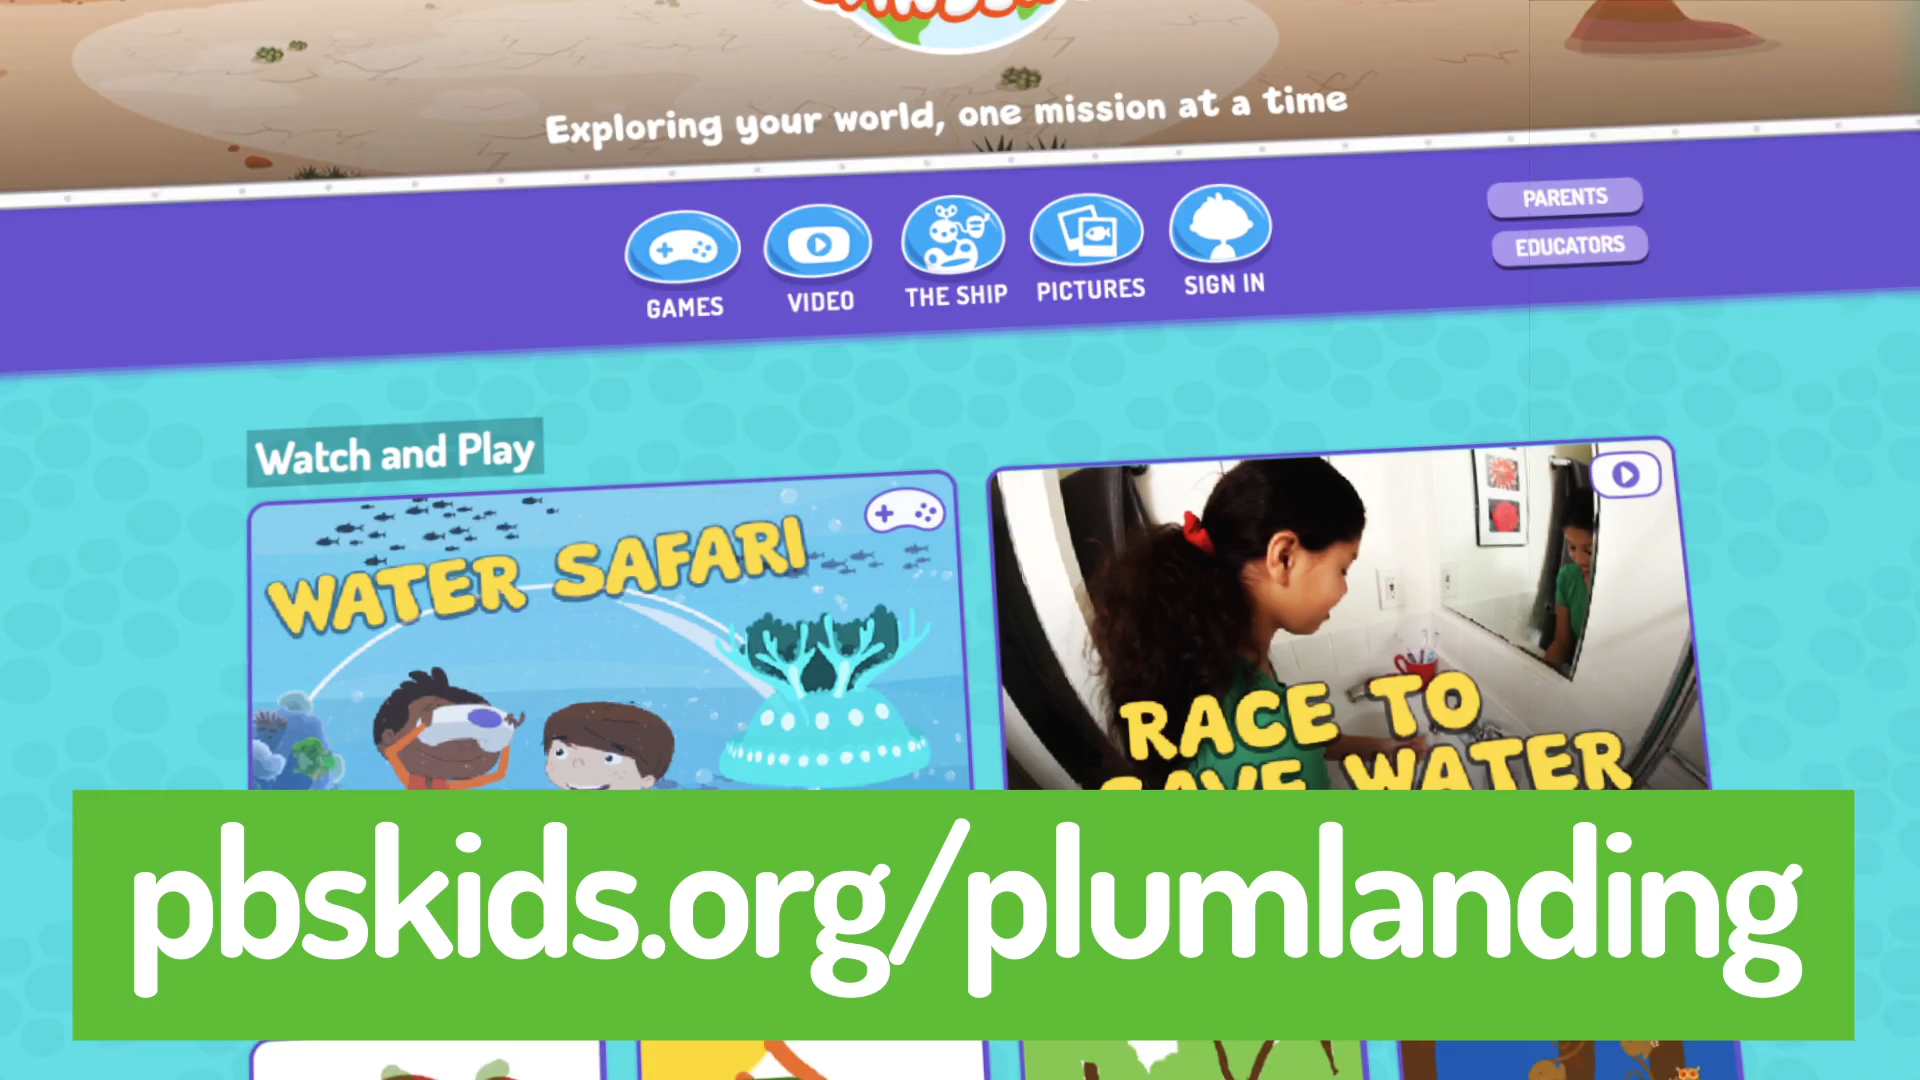 Exploring your world, one mission at a time
GAMES
VIDEO
THE SHIP
PICTURES
SIGN IN
PARENTS
EDUCATORS
Watch and Play
WATER SAFARI
RACE TO
SAVE WATER
pbskids.org/plumlanding